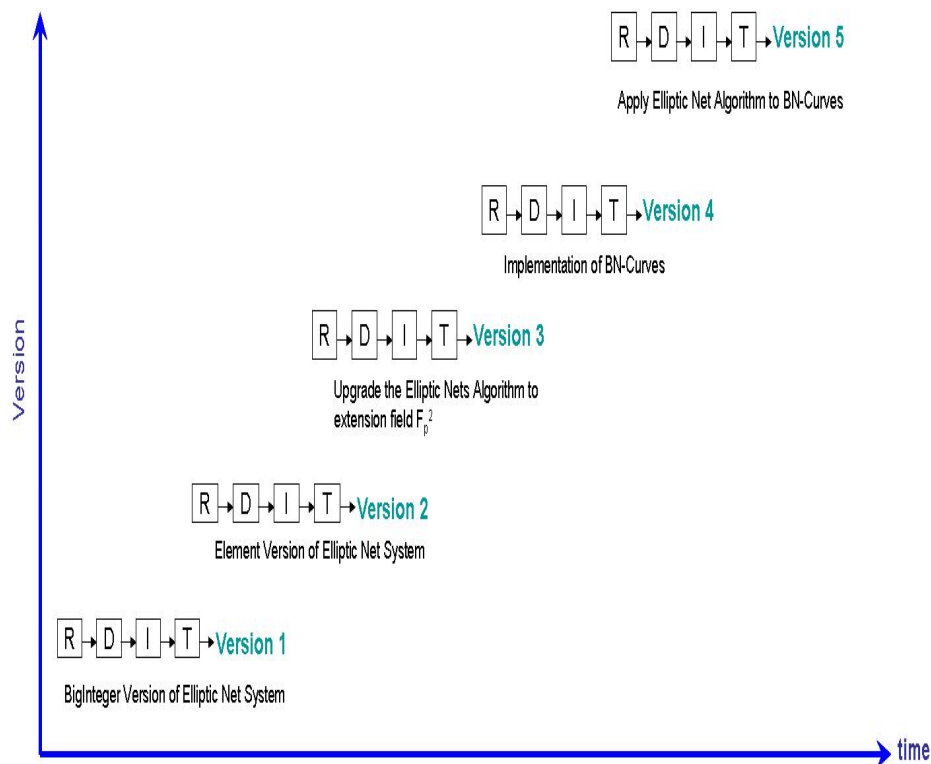 R D I T Version 5
Apply Elliptic Net Algorithm to BN-Curves
R D I T Version 4
Implementation of BN-Curves
R D I T Version 3
Upgrade the Elliptic Nets Algorithm to
extension field Fₚ²
R D I T Version 2
Element Version of Elliptic Net System
R D I T Version 1
BigInteger Version of Elliptic Net System
Version
time